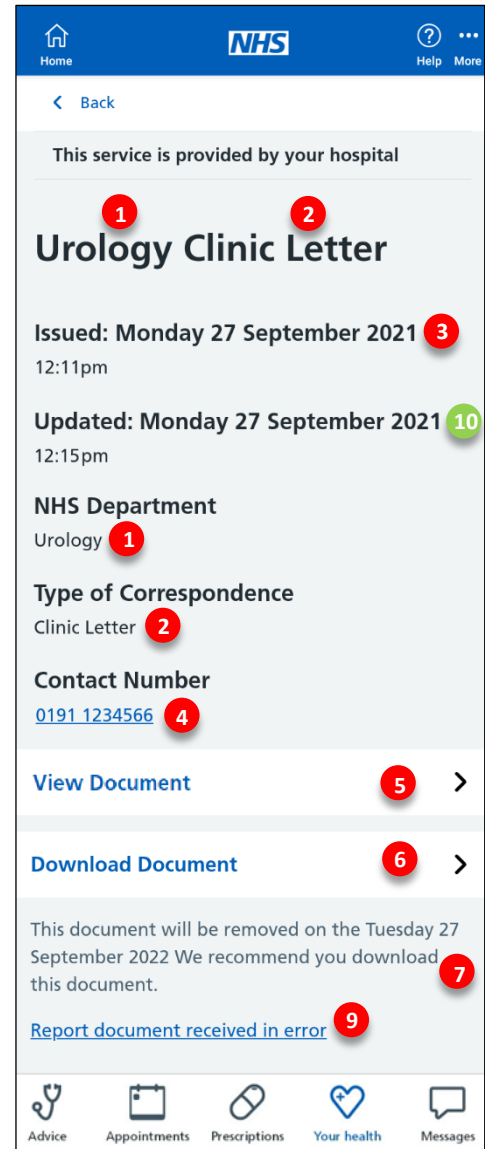 NHS
Home
Help More
Back
This service is provided by your hospital
1 2
Urology Clinic Letter
Issued: Monday 27 September 2021 3
12:11pm
Updated: Monday 27 September 2021 10
12:15pm
NHS Department
Urology 1
Type of Correspondence
Clinic Letter 2
Contact Number
0191 1234566 4
View Document 5
Download Document 6
This document will be removed on the Tuesday 27
September 2022 We recommend you download
this document. 7
Report document received in error 9
Advice Appointments Prescriptions Your health Messages